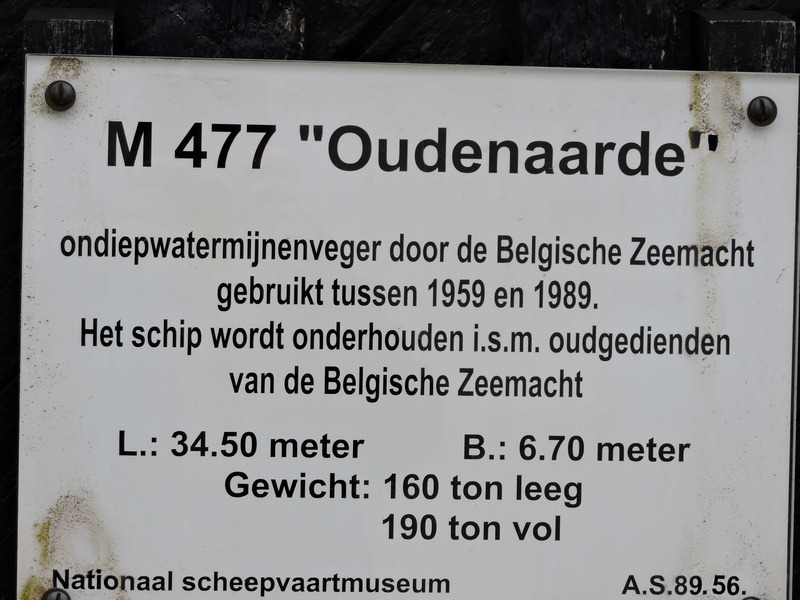 M 477 "Oudenaarde"
ondiepwatermijnenveger door de Belgische Zeemacht
gebruikt tussen 1959 en 1989.
Het schip wordt onderhouden i.s.m. oudgedienden
van de Belgische Zeemacht
L.: 34.50 meter B.: 6.70 meter
Gewicht: 160 ton leeg
190 ton vol
Nationaal scheepvaartmuseum A.S.89.56.